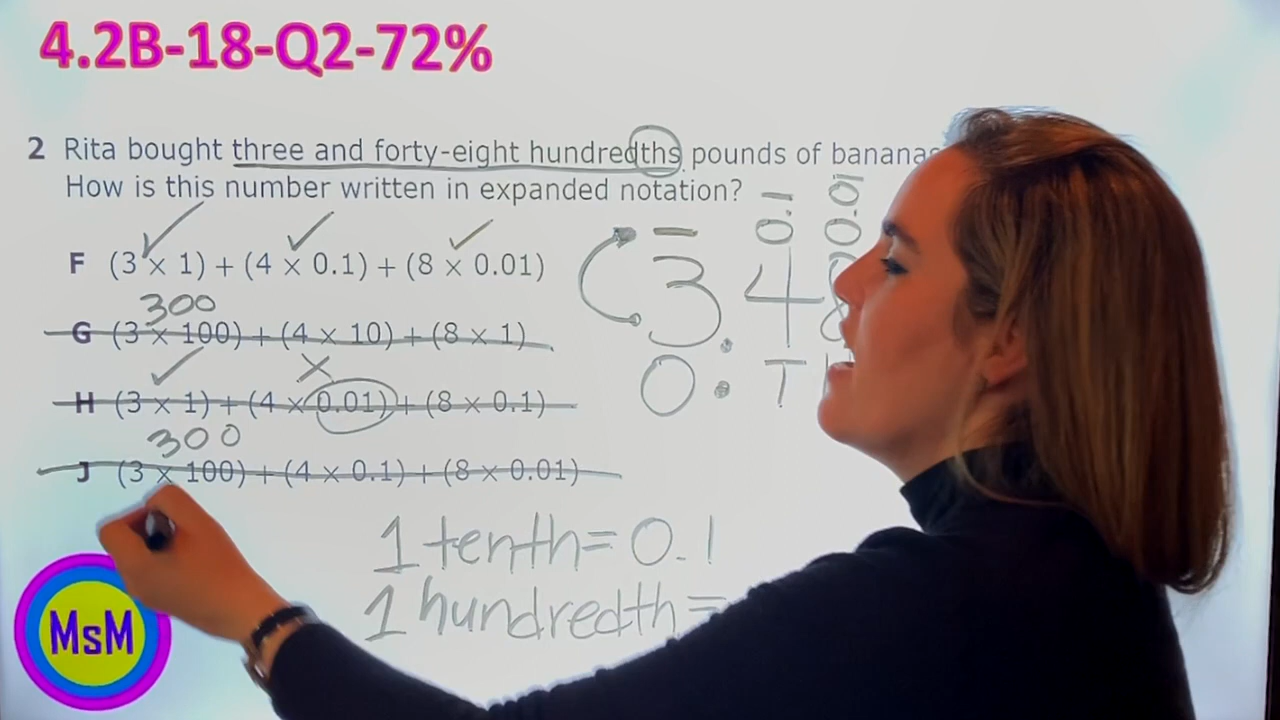 4.2B-18-Q2-72%
2 Rita bought three and forty-eight hundredths pounds of bananas
How is this number written in expanded notation?
F (3 × 1) + (4 × 0.1) + (8 × 0.01)
300
G (3 × 100) + (4 × 10) + (8 × 1)
H (3 × 1) + (4 × 0.01) + (8 × 0.1)
300
J (3 × 100) + (4 × 0.1) + (8 × 0.01)
0.1 0.01
3.48
O . T
1 tenth = 0.1
1 hundredth =
MsM